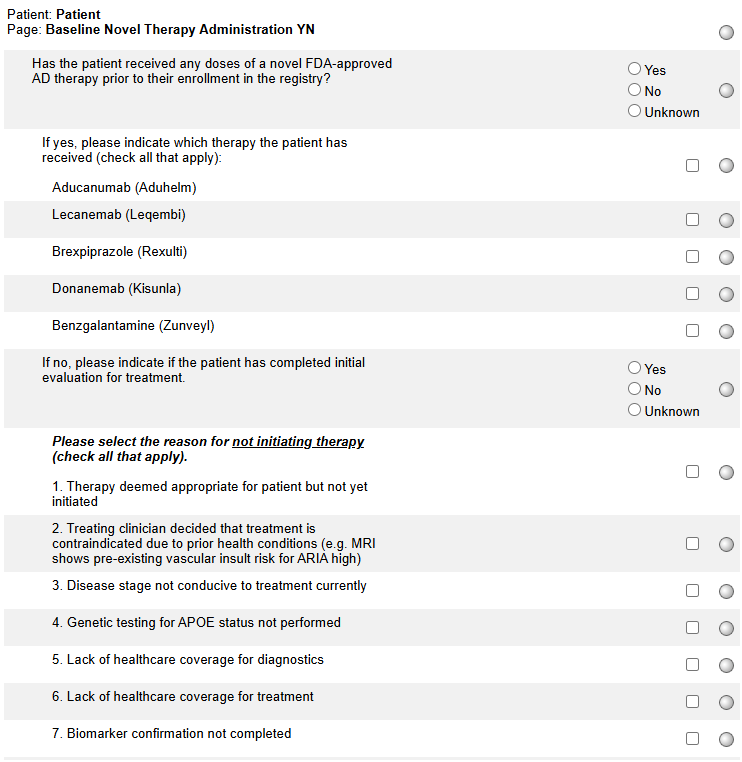 Patient: Patient
Page: Baseline Novel Therapy Administration YN
Has the patient received any doses of a novel FDA-approved
AD therapy prior to their enrollment in the registry?
Yes
No
Unknown
If yes, please indicate which therapy the patient has
received (check all that apply):
Aducanumab (Aduhelm)
Lecanemab (Leqembi)
Brexpiprazole (Rexulti)
Donanemab (Kisunla)
Benzgalantamine (Zunveyl)
If no, please indicate if the patient has completed initial
evaluation for treatment.
Yes
No
Unknown
Please select the reason for not initiating therapy
(check all that apply).
1. Therapy deemed appropriate for patient but not yet
initiated
2. Treating clinician decided that treatment is
contraindicated due to prior health conditions (e.g. MRI
shows pre-existing vascular insult risk for ARIA high)
3. Disease stage not conducive to treatment currently
4. Genetic testing for APOE status not performed
5. Lack of healthcare coverage for diagnostics
6. Lack of healthcare coverage for treatment
7. Biomarker confirmation not completed